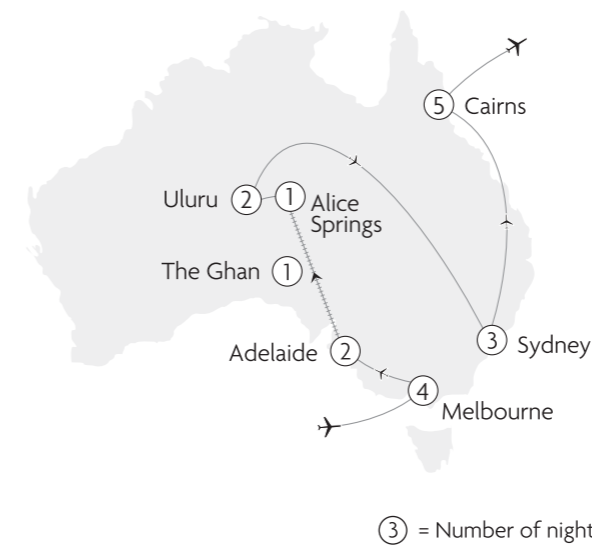 5 Cairns
Uluru 2 1 Alice
Springs
The Ghan 1
Adelaide 2
3 Sydney
4
Melbourne
3 = Number of night